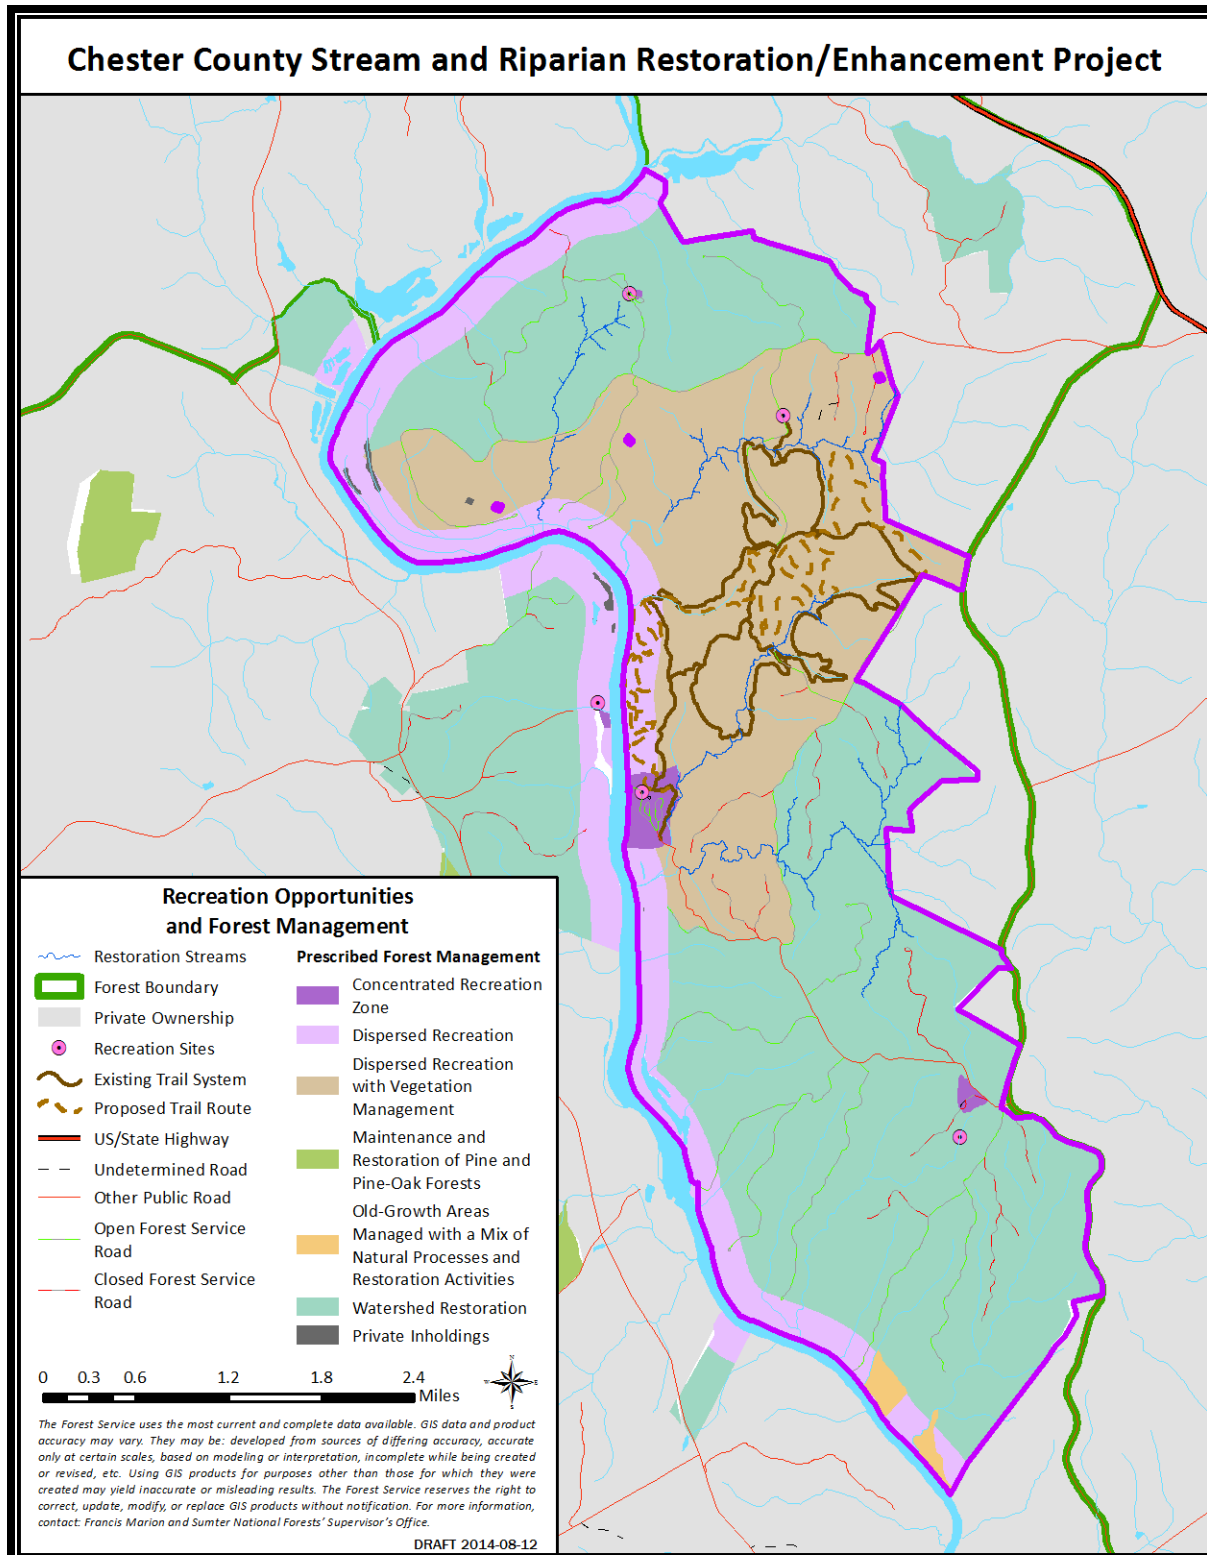 Chester County Stream and Riparian Restoration/Enhancement Project
Recreation Opportunities
and Forest Management
Restoration Streams
Forest Boundary
Private Ownership
Recreation Sites
Existing Trail System
Proposed Trail Route
US/State Highway
Undetermined Road
Other Public Road
Open Forest Service
Road
Closed Forest Service
Road
Prescribed Forest Management
Concentrated Recreation
Zone
Dispersed Recreation
Dispersed Recreation
with Vegetation
Management
Maintenance and
Restoration of Pine and
Pine-Oak Forests
Old-Growth Areas
Managed with a Mix of
Natural Processes and
Restoration Activities
Watershed Restoration
Private Inholdings
0 0.3 0.6 1.2 1.8 2.4
Miles
N
W E
S
The Forest Service uses the most current and complete data available. GIS data and product
accuracy may vary. They may be: developed from sources of differing accuracy, accurate
only at certain scales, based on modeling or interpretation, incomplete while being created
or revised, etc. Using GIS products for purposes other than those for which they were
created may yield inaccurate or misleading results. The Forest Service reserves the right to
correct, update, modify, or replace GIS products without notification. For more information,
contact: Francis Marion and Sumter National Forests' Supervisor's Office.
DRAFT 2014-08-12